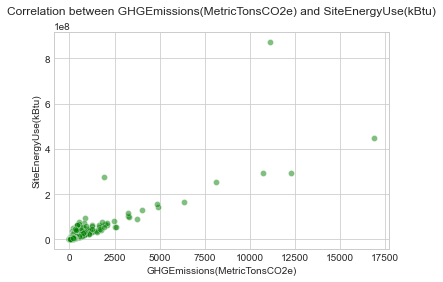 Correlation between GHGEmissions(MetricTonsCO2e) and SiteEnergyUse(kBtu)
1e8
8
6
4
2
0
SiteEnergyUse(kBtu)
0 2500 5000 7500 10000 12500 15000 17500
GHGEmissions(MetricTonsCO2e)